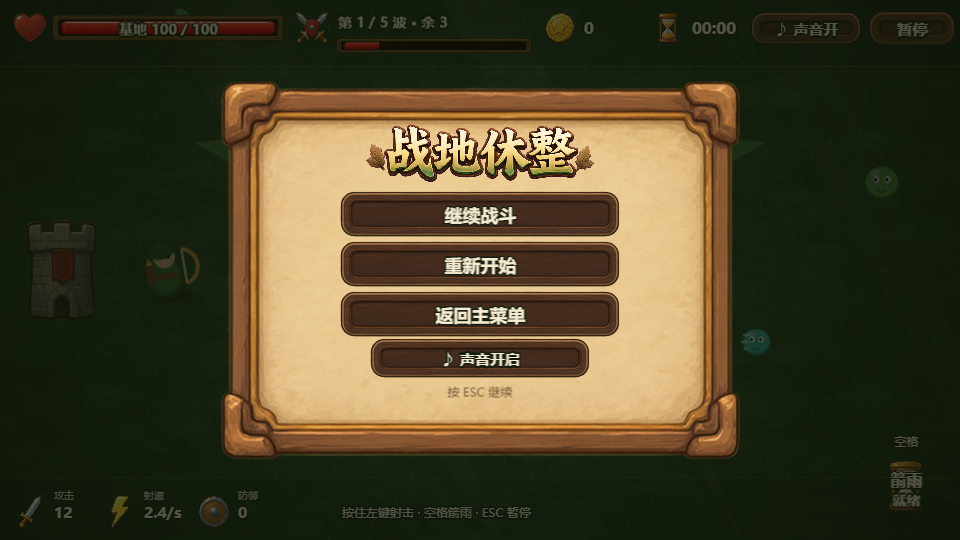 基地 100 / 100
第 1 / 5 波 • 余 3
0
00:00
♪ 声音开
暂停
战地休整
继续战斗
重新开始
返回主菜单
♪ 声音开启
按 ESC 继续
空格
箭雨
就绪
攻击
12
射速
2.4/s
防御
0
按住左键射击 · 空格箭雨 · ESC 暂停